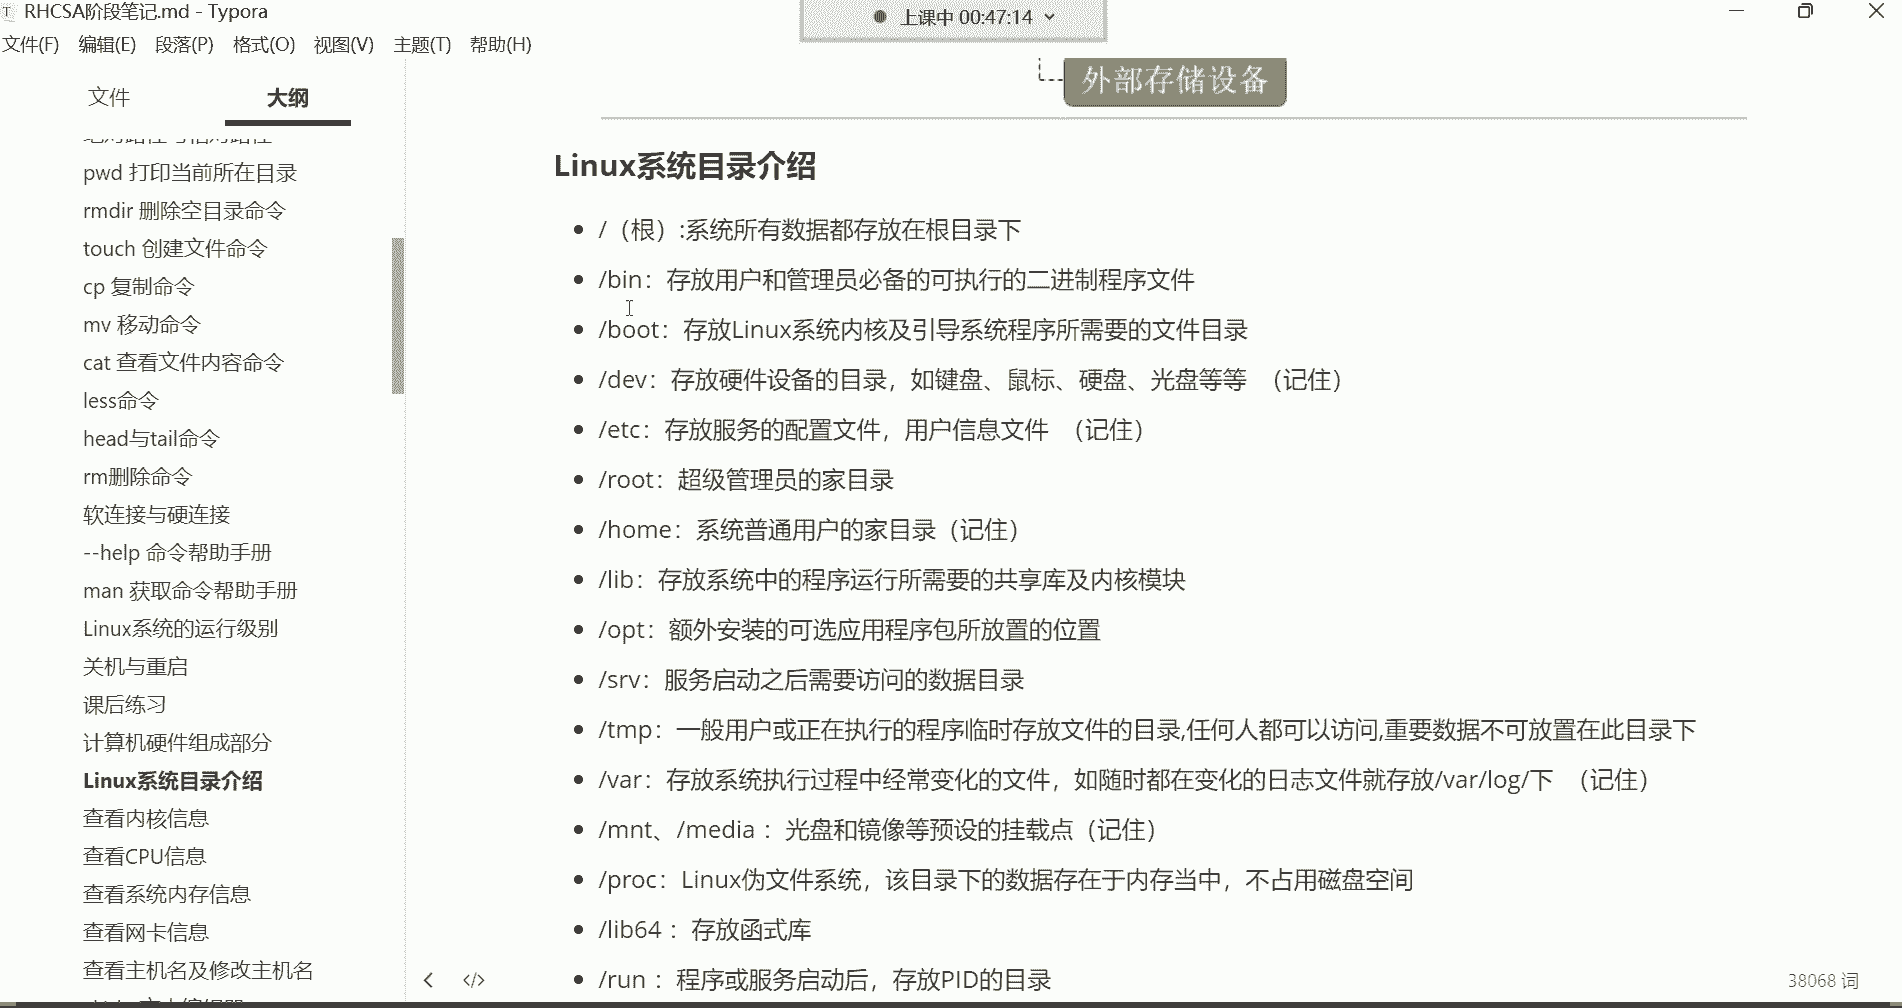 RHCSA阶段笔记.md - Typora
上课中 00:47:14
文件(F) 编辑(E) 段落(P) 格式(O) 视图(V) 主题(T) 帮助(H)
文件 大纲
pwd 打印当前所在目录
rmdir 删除空目录命令
touch 创建文件命令
cp 复制命令
mv 移动命令
cat 查看文件内容命令
less命令
head与tail命令
rm删除命令
软连接与硬连接
--help 命令帮助手册
man 获取命令帮助手册
Linux系统的运行级别
关机与重启
课后练习
计算机硬件组成部分
Linux系统目录介绍
查看内核信息
查看CPU信息
查看系统内存信息
查看网卡信息
查看主机名及修改主机名
外部存储设备
Linux系统目录介绍
/（根）:系统所有数据都存放在根目录下
/bin：存放用户和管理员必备的可执行的二进制程序文件
/boot：存放Linux系统内核及引导系统程序所需要的文件目录
/dev：存放硬件设备的目录，如键盘、鼠标、硬盘、光盘等等 （记住）
/etc：存放服务的配置文件，用户信息文件 （记住）
/root：超级管理员的家目录
/home：系统普通用户的家目录（记住）
/lib：存放系统中的程序运行所需要的共享库及内核模块
/opt：额外安装的可选应用程序包所放置的位置
/srv：服务启动之后需要访问的数据目录
/tmp：一般用户或正在执行的程序临时存放文件的目录,任何人都可以访问,重要数据不可放置在此目录下
/var：存放系统执行过程中经常变化的文件，如随时都在变化的日志文件就存放/var/log/下 （记住）
/mnt、/media ：光盘和镜像等预设的挂载点（记住）
/proc：Linux伪文件系统，该目录下的数据存在于内存当中，不占用磁盘空间
/lib64 ：存放函式库
/run ：程序或服务启动后，存放PID的目录
38068 词